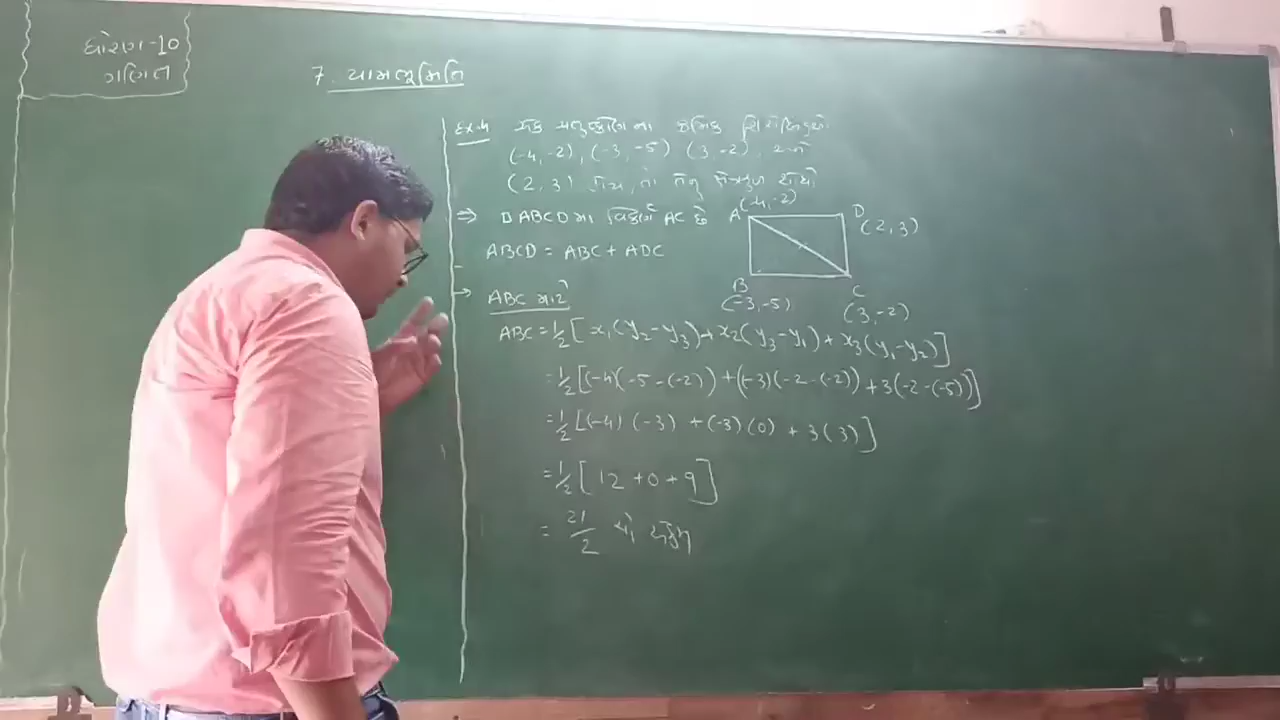 ધોરણ-10
ગણિત
7. યામભૂમિતિ
Ex-4 એક ચતુષ્કોણના ક્રમિક શિરોબિંદુઓ
(-4,-2), (-3,-5) (3,-2), અને
(2,3) હોય, તો તેનુ ક્ષેત્રફળ શોધો
⇒ □ ABCD મા વિકર્ણ AC છે
ABCD = ABC + ADC
A (-4,-2)
D (2,3)
B (-3,-5)
C (3,-2)
→ ABC માટે
ABC = 1/2 [ x₁(y₂-y₃) + x₂(y₃-y₁) + x₃(y₁-y₂) ]
= 1/2 [(-4)(-5-(-2)) + (-3)(-2-(-2)) + 3(-2-(-5))]
= 1/2 [(-4)(-3) + (-3)(0) + 3(3)]
= 1/2 [12 + 0 + 9]
= 21/2 ચો એકમ